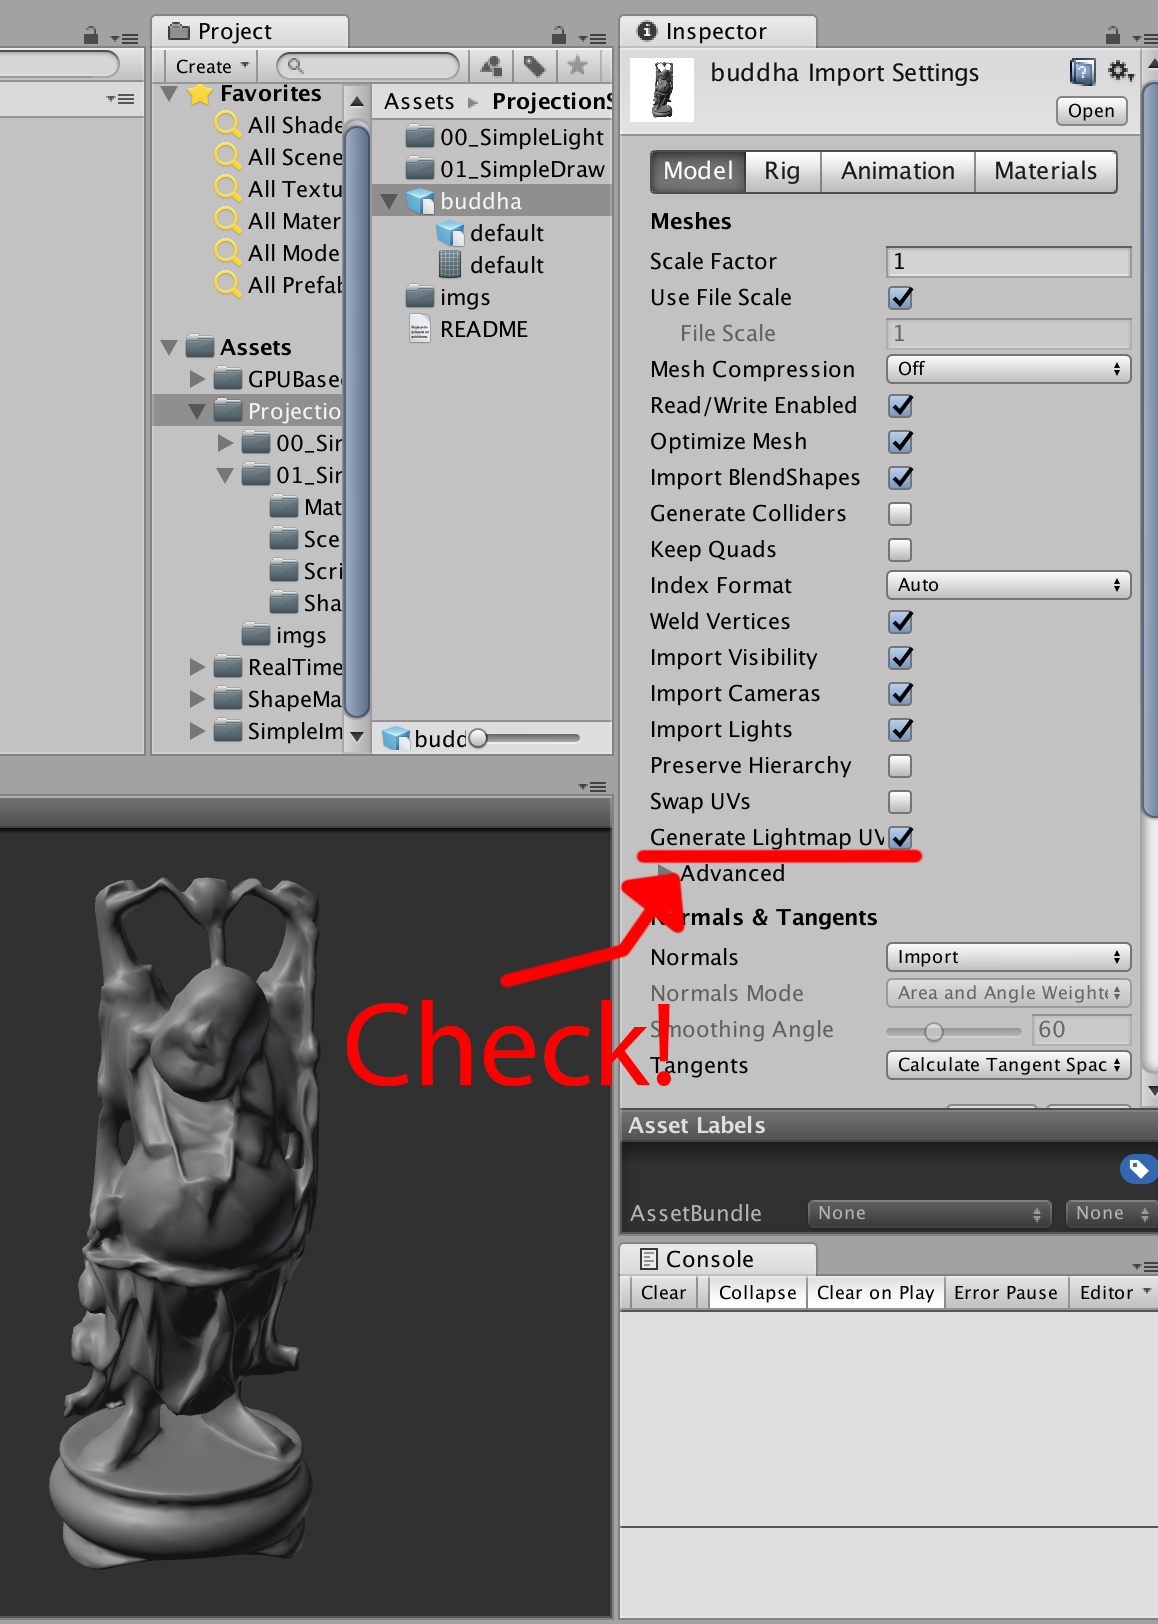 Project
Create
Favorites
All Shade
All Scene
All Textu
All Mater
All Mode
All Prefab
Assets
GPUBase
Projectio
00_Sin
01_Sin
Mat
Sce
Scri
Sha
imgs
RealTime
ShapeMa
SimpleIm
Assets ▸ ProjectionS
00_SimpleLight
01_SimpleDraw
buddha
default
default
imgs
README
budd
Inspector
buddha Import Settings
Open
Model Rig Animation Materials
Meshes
Scale Factor 1
Use File Scale
File Scale 1
Mesh Compression Off
Read/Write Enabled
Optimize Mesh
Import BlendShapes
Generate Colliders
Keep Quads
Index Format Auto
Weld Vertices
Import Visibility
Import Cameras
Import Lights
Preserve Hierarchy
Swap UVs
Generate Lightmap UV
Advanced
Normals & Tangents
Normals Import
Normals Mode Area and Angle Weighte
Smoothing Angle 60
Tangents Calculate Tangent Spac
Check!
Asset Labels
AssetBundle None None
Console
Clear Collapse Clear on Play Error Pause Editor